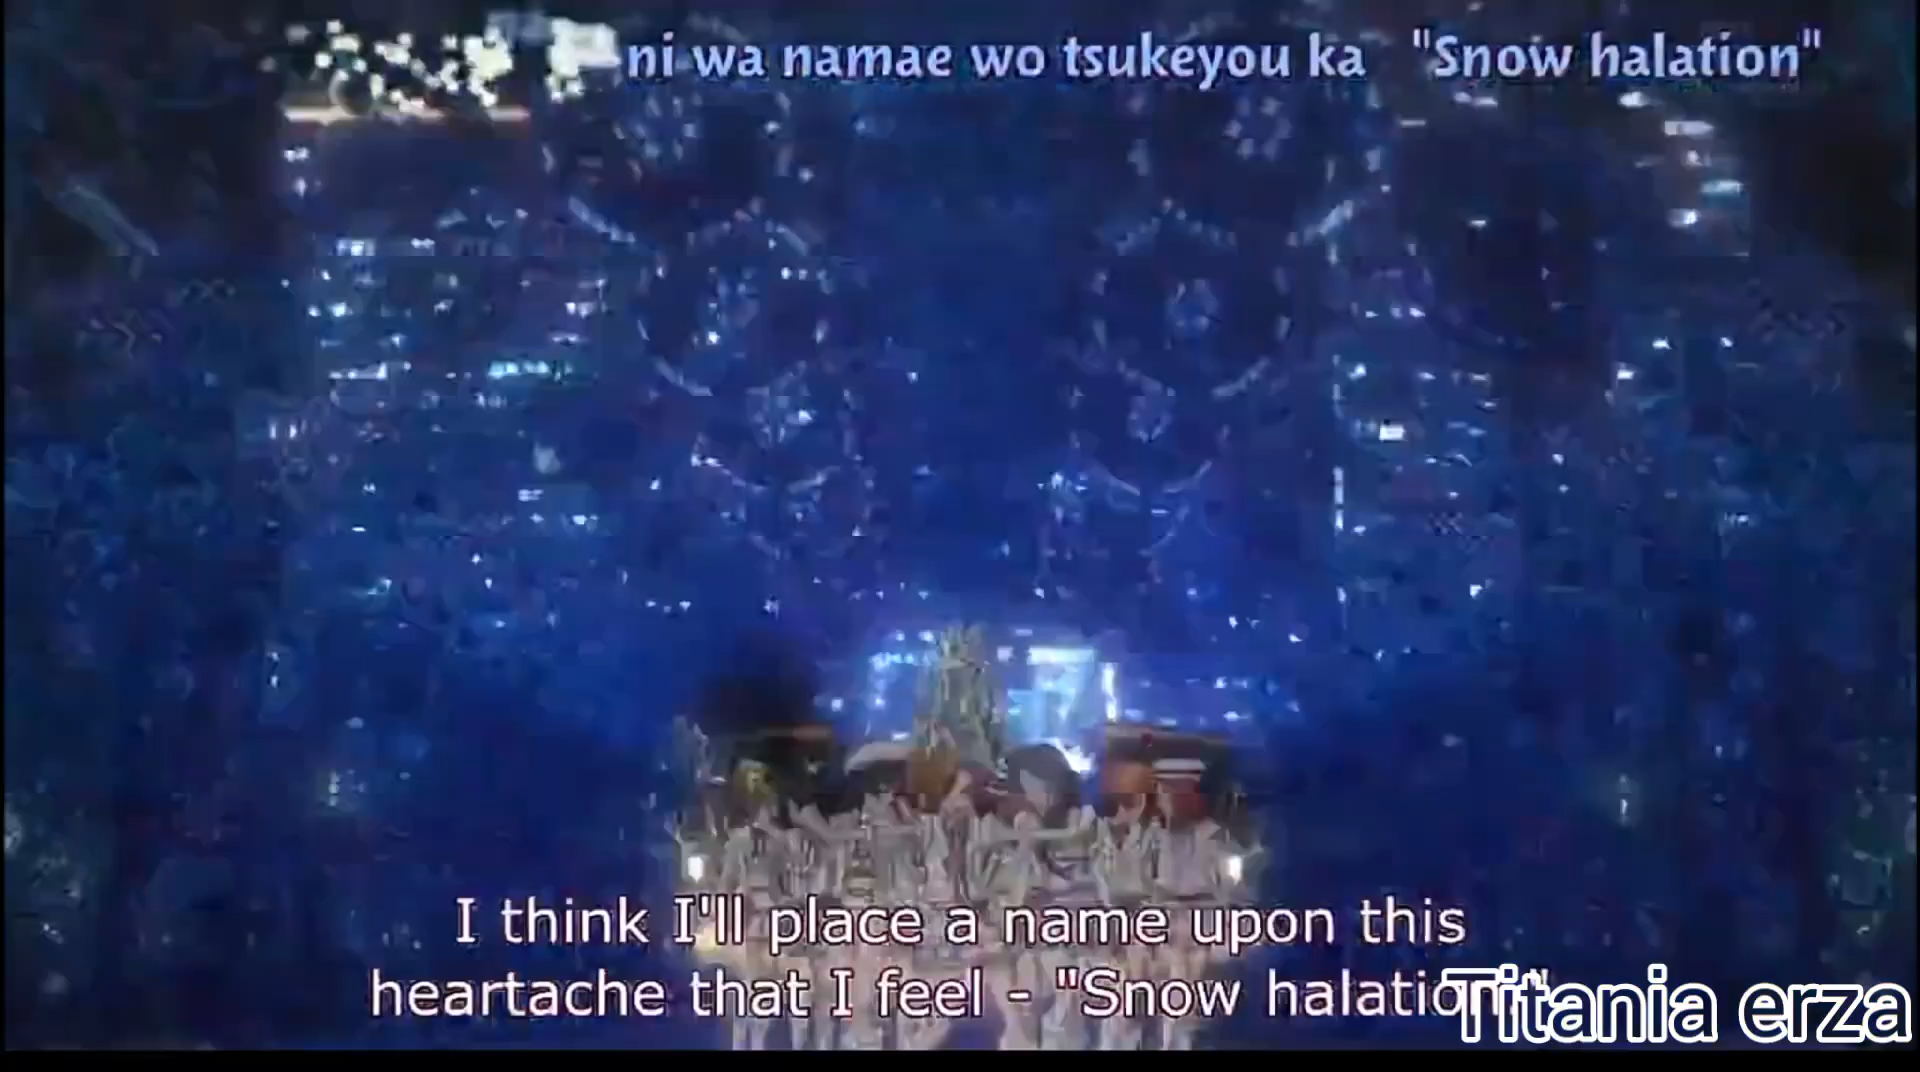 ni wa namae wo tsukeyou ka "Snow halation"
I think I'll place a name upon this
heartache that I feel - "Snow halation"
Titania erza